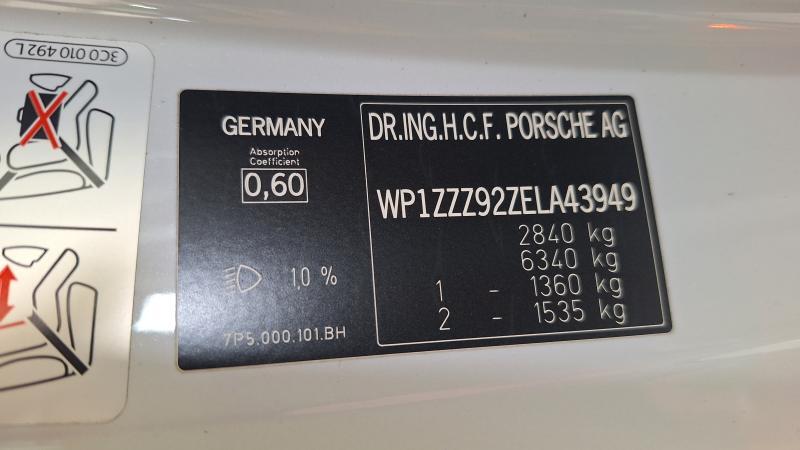 3C0 010 492 L
GERMANY
Absorption
Coefficient
0,60
1,0 %
7P5.000.101.BH
DR.ING.H.C.F. PORSCHE AG
WP1ZZZ92ZELA43949
2840 kg
6340 kg
1 - 1360 kg
2 - 1535 kg